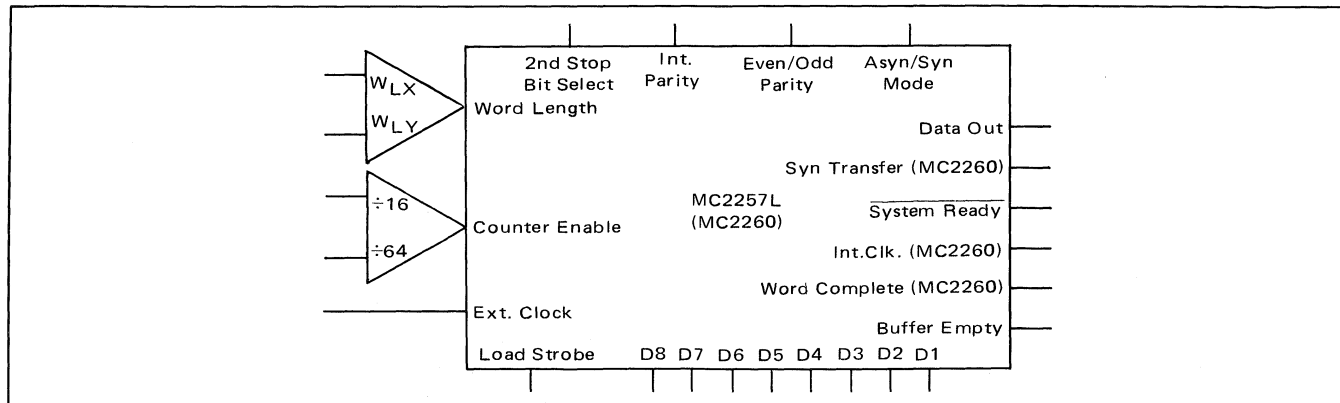 2nd Stop
Bit Select
Int.
Parity
Even/Odd
Parity
Asyn/Syn
Mode
WLX
WLY
Word Length
Data Out
Syn Transfer (MC2260)
÷16
÷64
Counter Enable
MC2257L
(MC2260)
System Ready
Int.Clk. (MC2260)
Word Complete (MC2260)
Ext. Clock
Buffer Empty
Load Strobe
D8 D7 D6 D5 D4 D3 D2 D1